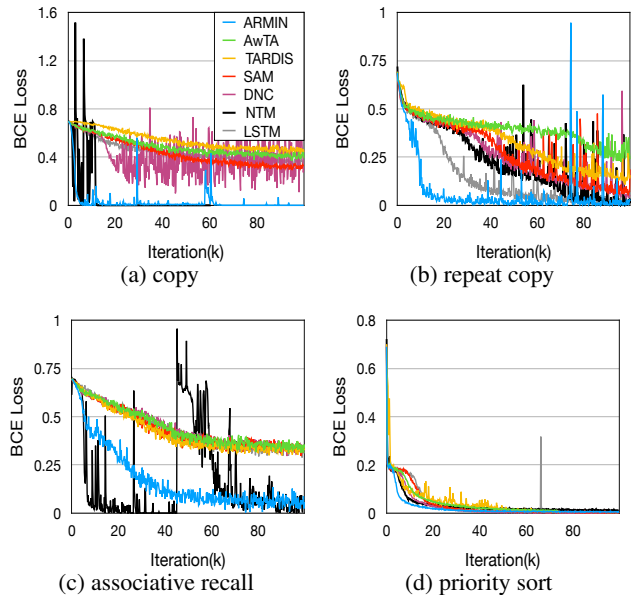 1.6
1.2
0.8
0.4
0
BCE Loss
ARMIN
AwTA
TARDIS
SAM
DNC
NTM
LSTM
0 20 40 60 80
Iteration(k)
(a) copy
1
0.75
0.5
0.25
0
BCE Loss
0 20 40 60 80
Iteration(k)
(b) repeat copy
1
0.75
0.5
0.25
0
BCE Loss
0 20 40 60 80
Iteration(k)
(c) associative recall
0.8
0.6
0.4
0.2
0
BCE Loss
0 20 40 60 80
Iteration(k)
(d) priority sort